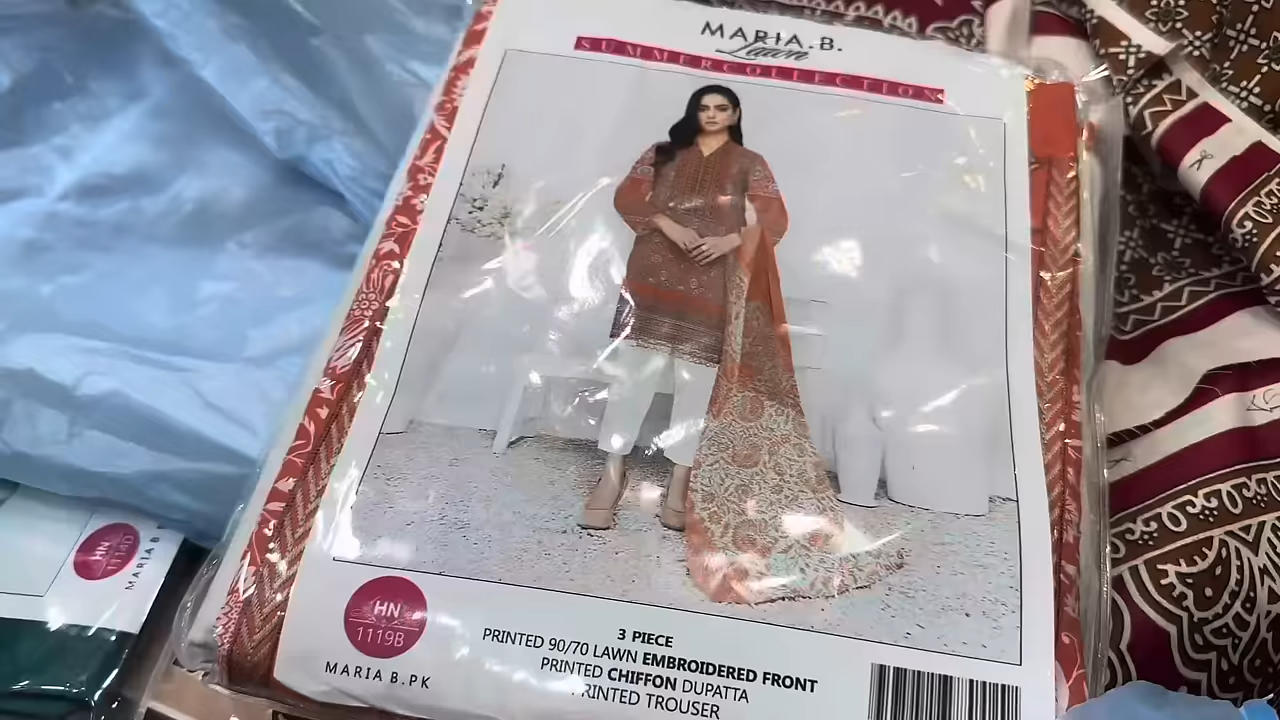 MARIA.B.
Lawn
SUMMER COLLECTION
HN
1119B
MARIA B.PK
3 PIECE
PRINTED 90/70 LAWN EMBROIDERED FRONT
PRINTED CHIFFON DUPATTA
PRINTED TROUSER
HN
1114D
MARIA B